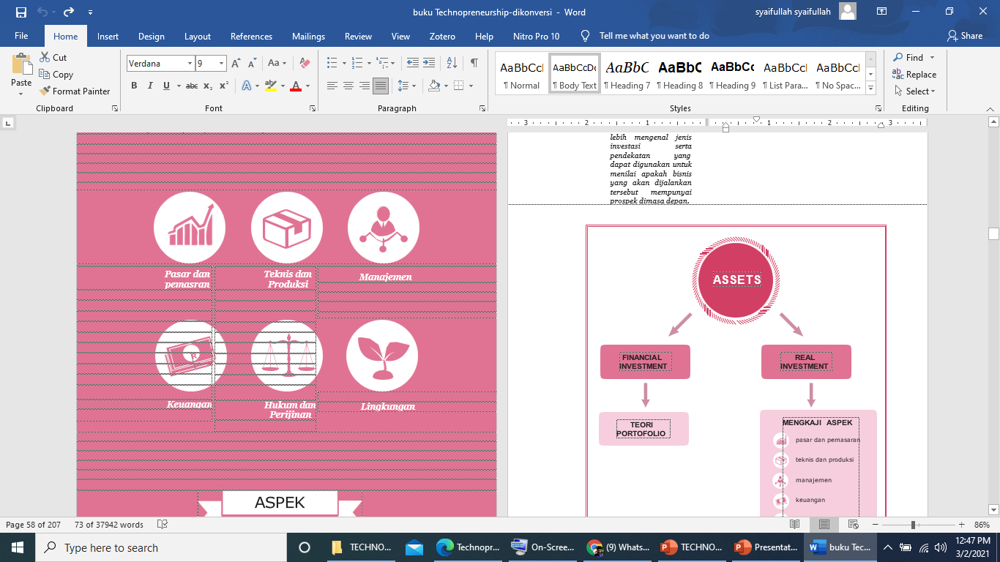 buku Technopreneurship-dikonversi - Word
syaifullah syaifullah
File Home Insert Design Layout References Mailings Review View Zotero Help Nitro Pro 10 Tell me what you want to do Share
Paste
Cut
Copy
Format Painter
Clipboard
Verdana 9
Font
Paragraph
AaBbCcI AaBbCcDc AaBbC AaBbC AaBbCc AaBbCcI AaBbCcI
¶ Normal ¶ Body Text ¶ Heading 7 ¶ Heading 8 ¶ Heading 9 ¶ List Para... ¶ No Spac...
Styles
Find
Replace
Select
Editing
3 2 1 1 2 3
Pasar dan
pemasran
Teknis dan
Produksi
Manajemen
Keuangan
Hukum dan
Perijinan
Lingkungan
ASPEK
lebih mengenal jenis
investasi serta
pendekatan yang
dapat digunakan untuk
menilai apakah bisnis
yang akan dijalankan
tersebut mempunyai
prospek dimasa depan.
ASSETS
FINANCIAL
INVESTMENT
REAL
INVESTMENT
TEORI
PORTOFOLIO
MENGKAJI ASPEK
pasar dan pemasaran
teknis dan produksi
manajemen
keuangan
Page 58 of 207 73 of 37942 words
86%
Type here to search
TECHNO...
Technopr...
On-Scree...
(9) Whats...
TECHNO...
Presentat...
buku Tec...
12:47 PM
3/2/2021